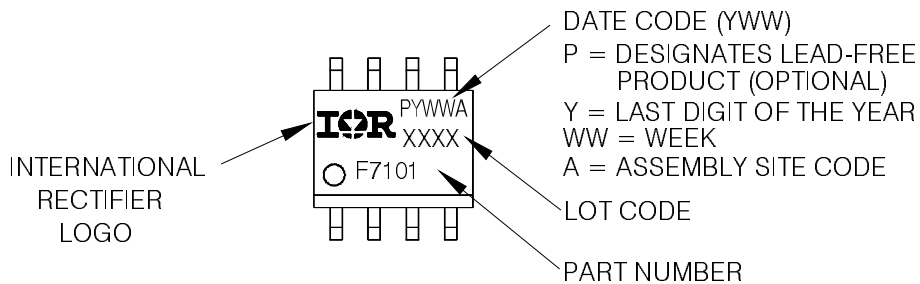 DATE CODE (YWW)
P = DESIGNATES LEAD-FREE
PRODUCT (OPTIONAL)
Y = LAST DIGIT OF THE YEAR
WW = WEEK
A = ASSEMBLY SITE CODE
LOT CODE
PART NUMBER
INTERNATIONAL
RECTIFIER
LOGO
IOR
PYWWA
XXXX
F7101